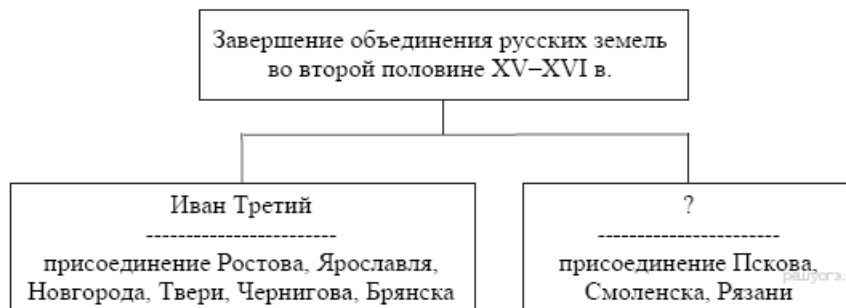 Завершение объединения русских земель
во второй половине XV–XVI в.
Иван Третий
------------------------
присоединение Ростова, Ярославля,
Новгорода, Твери, Чернигова, Брянска
?
-----------------------
присоединение Пскова,
Смоленска, Рязани
решуогэ.